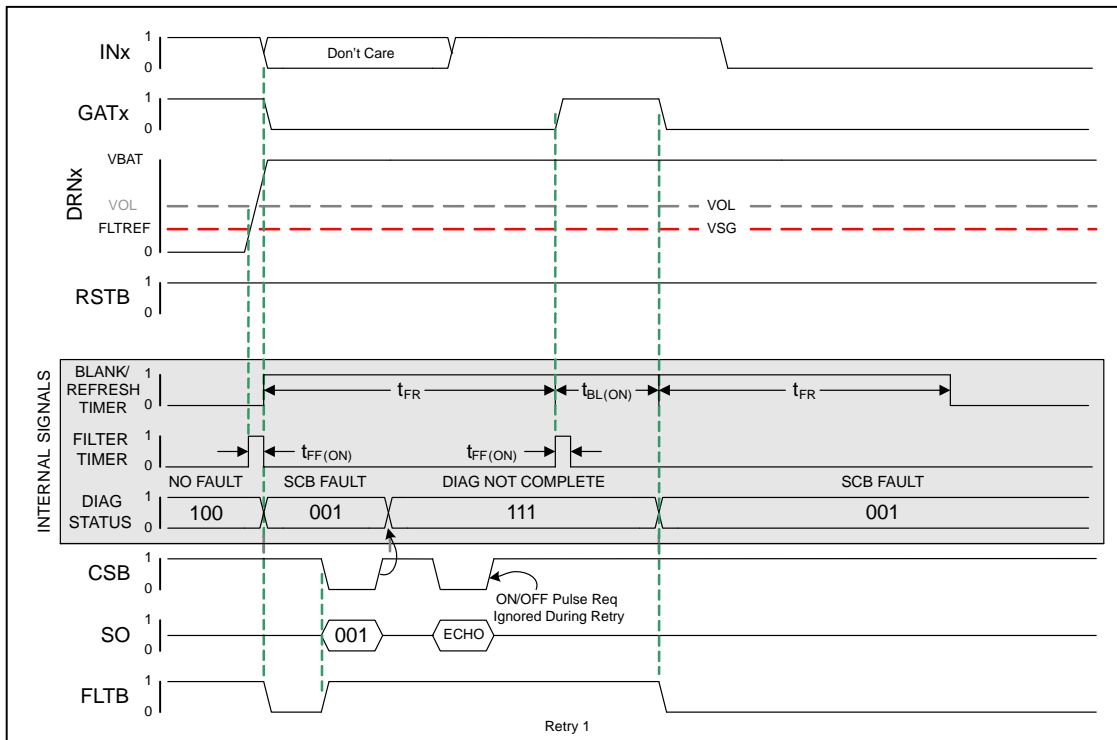 INx
1
0
Don't Care
GATx
1
0
DRNx
VBAT
VOL
VOL
FLTREF
VSG
0
RSTB
1
0
INTERNAL SIGNALS
BLANK/
REFRESH
TIMER
1
0
tFR
tBL(ON)
tFR
FILTER
TIMER
1
0
tFF(ON)
tFF(ON)
NO FAULT
SCB FAULT
DIAG NOT COMPLETE
SCB FAULT
DIAG
STATUS
1
0
100
001
111
001
CSB
1
0
ON/OFF Pulse Req
Ignored During Retry
SO
1
0
001
ECHO
FLTB
1
0
Retry 1